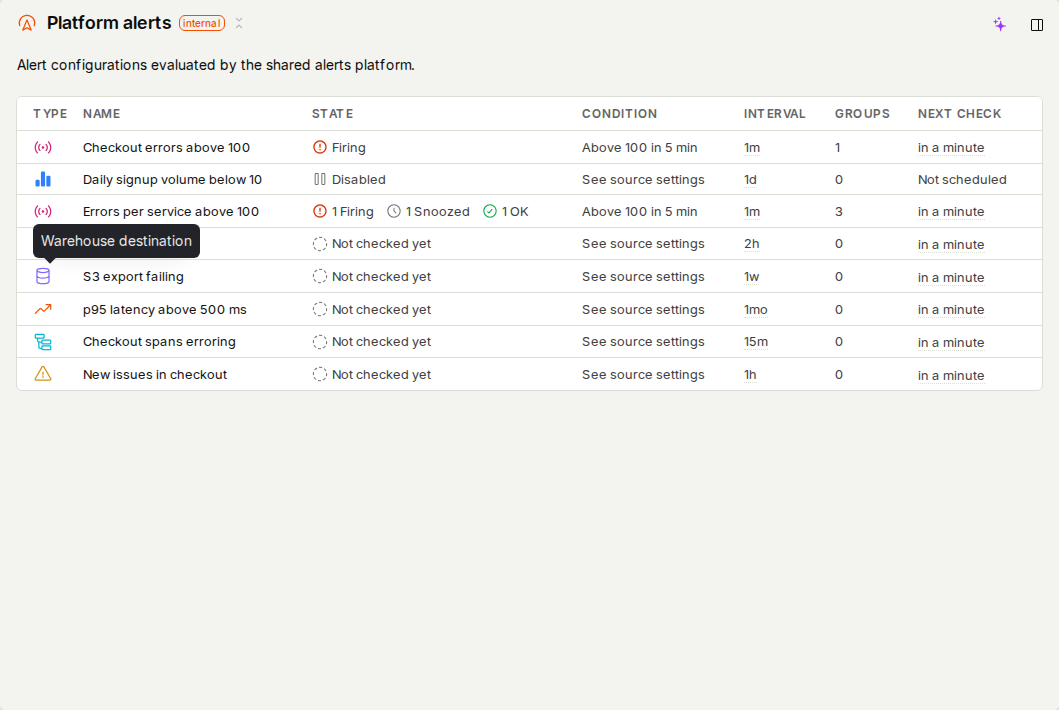 Platform alerts internal
Alert configurations evaluated by the shared alerts platform.
TYPE NAME STATE CONDITION INTERVAL GROUPS NEXT CHECK
Checkout errors above 100 Firing Above 100 in 5 min 1m 1 in a minute
Daily signup volume below 10 Disabled See source settings 1d 0 Not scheduled
Errors per service above 100 1 Firing 1 Snoozed 1 OK Above 100 in 5 min 1m 3 in a minute
Warehouse destination Not checked yet See source settings 2h 0 in a minute
S3 export failing Not checked yet See source settings 1w 0 in a minute
p95 latency above 500 ms Not checked yet See source settings 1mo 0 in a minute
Checkout spans erroring Not checked yet See source settings 15m 0 in a minute
New issues in checkout Not checked yet See source settings 1h 0 in a minute